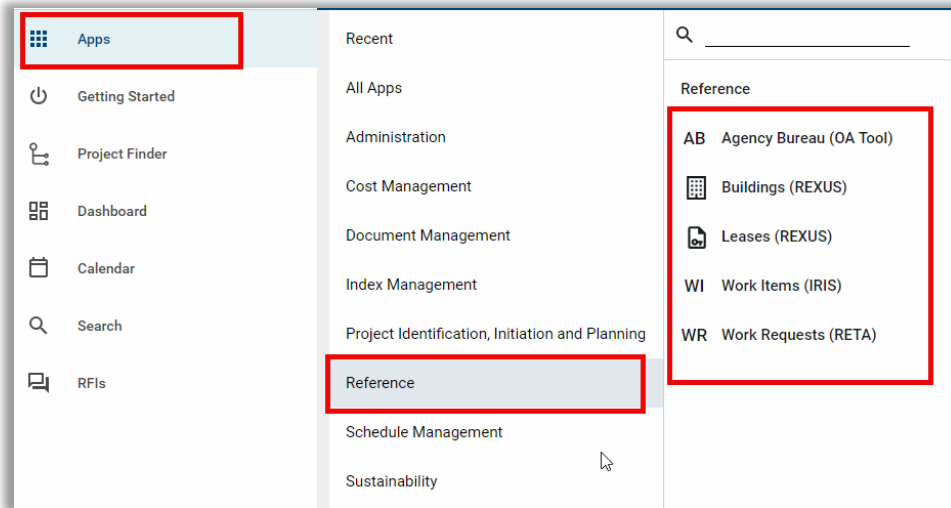 Apps
Getting Started
Project Finder
Dashboard
Calendar
Search
RFIs
Recent
All Apps
Administration
Cost Management
Document Management
Index Management
Project Identification, Initiation and Planning
Reference
Schedule Management
Sustainability
Reference
AB Agency Bureau (OA Tool)
Buildings (REXUS)
Leases (REXUS)
WI Work Items (IRIS)
WR Work Requests (RETA)